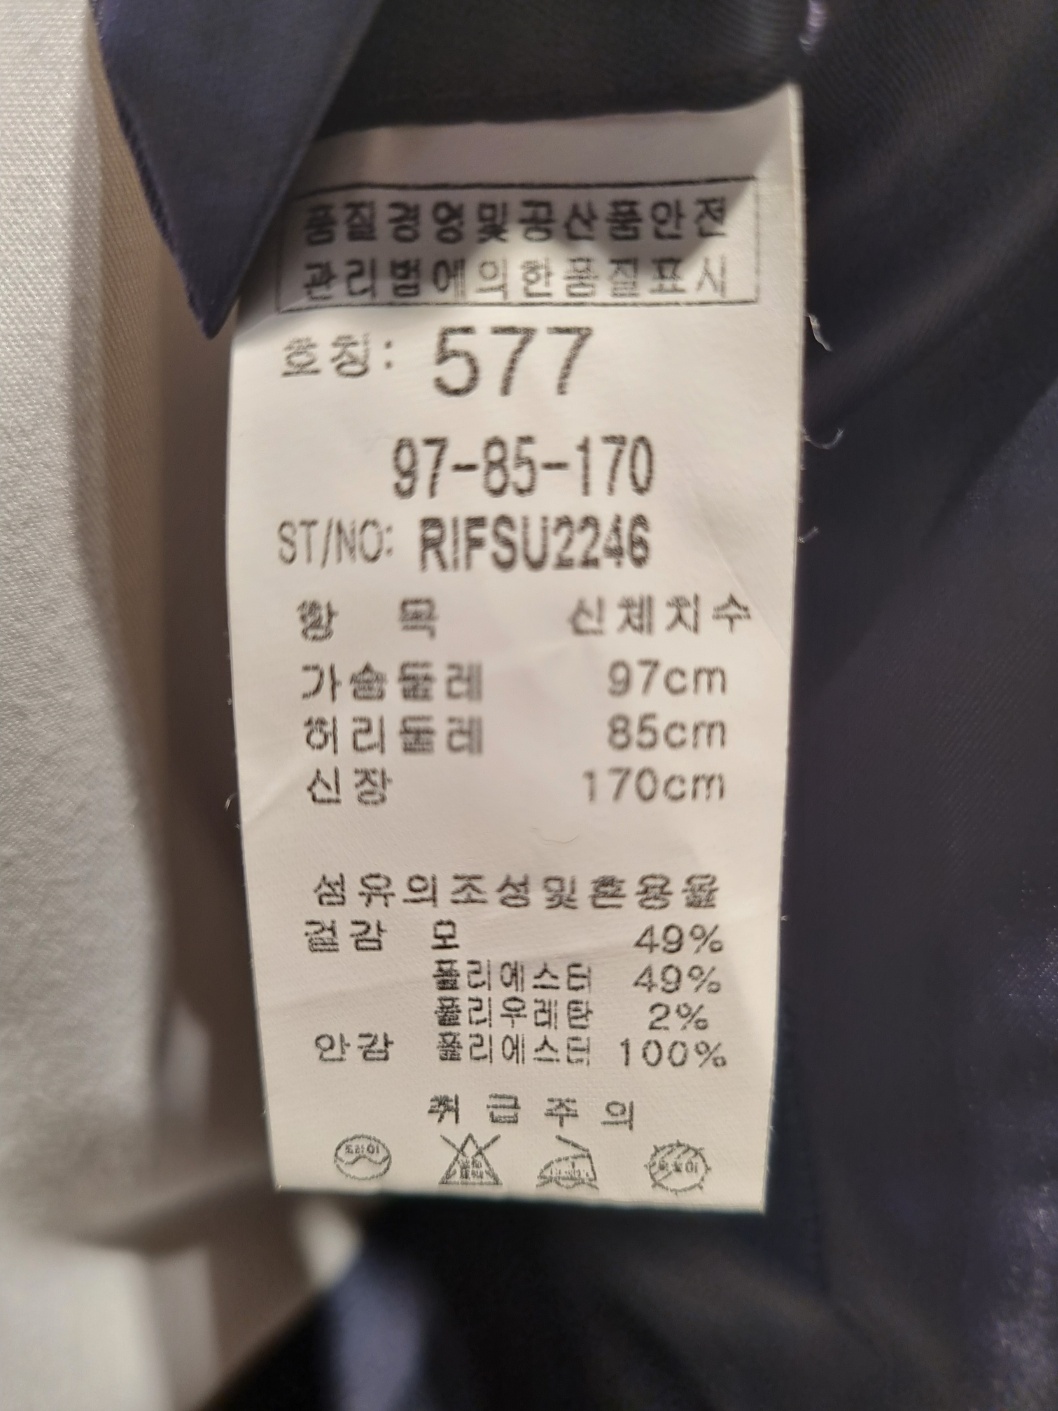 품질경영및공산품안전
관리법에의한품질표시
호칭: 577
97-85-170
ST/NO: RIFSU2246
항 목 신체치수
가슴둘레 97cm
허리둘레 85cm
신장 170cm
섬유의조성및혼용율
겉감 모 49%
폴리에스터 49%
폴리우레탄 2%
안감 폴리에스터 100%
취급주의
드라이